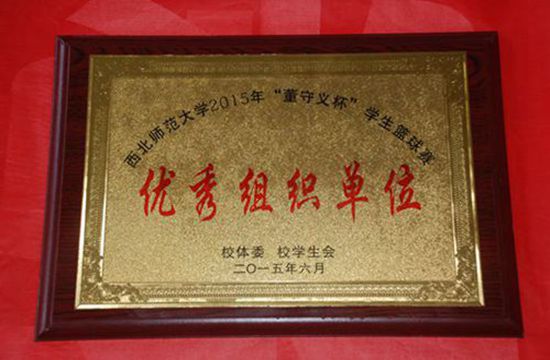 西北师范大学2015年“董守义杯”学生篮球赛
优秀组织单位
校体委 校学生会
二〇一五年六月